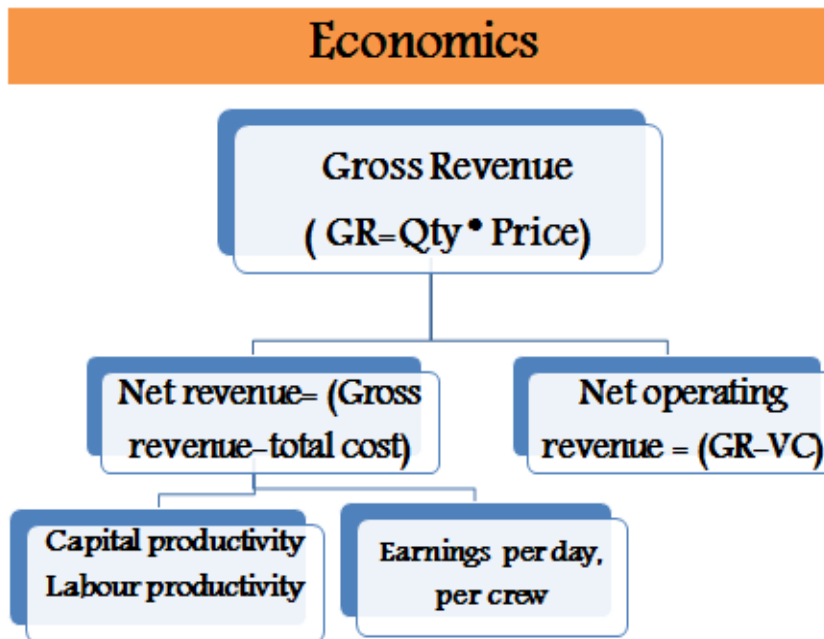 Economics
Gross Revenue
( GR=Qty * Price)
Net revenue= (Gross
revenue-total cost)
Net operating
revenue = (GR-VC)
Capital productivity
Labour productivity
Earnings per day,
per crew